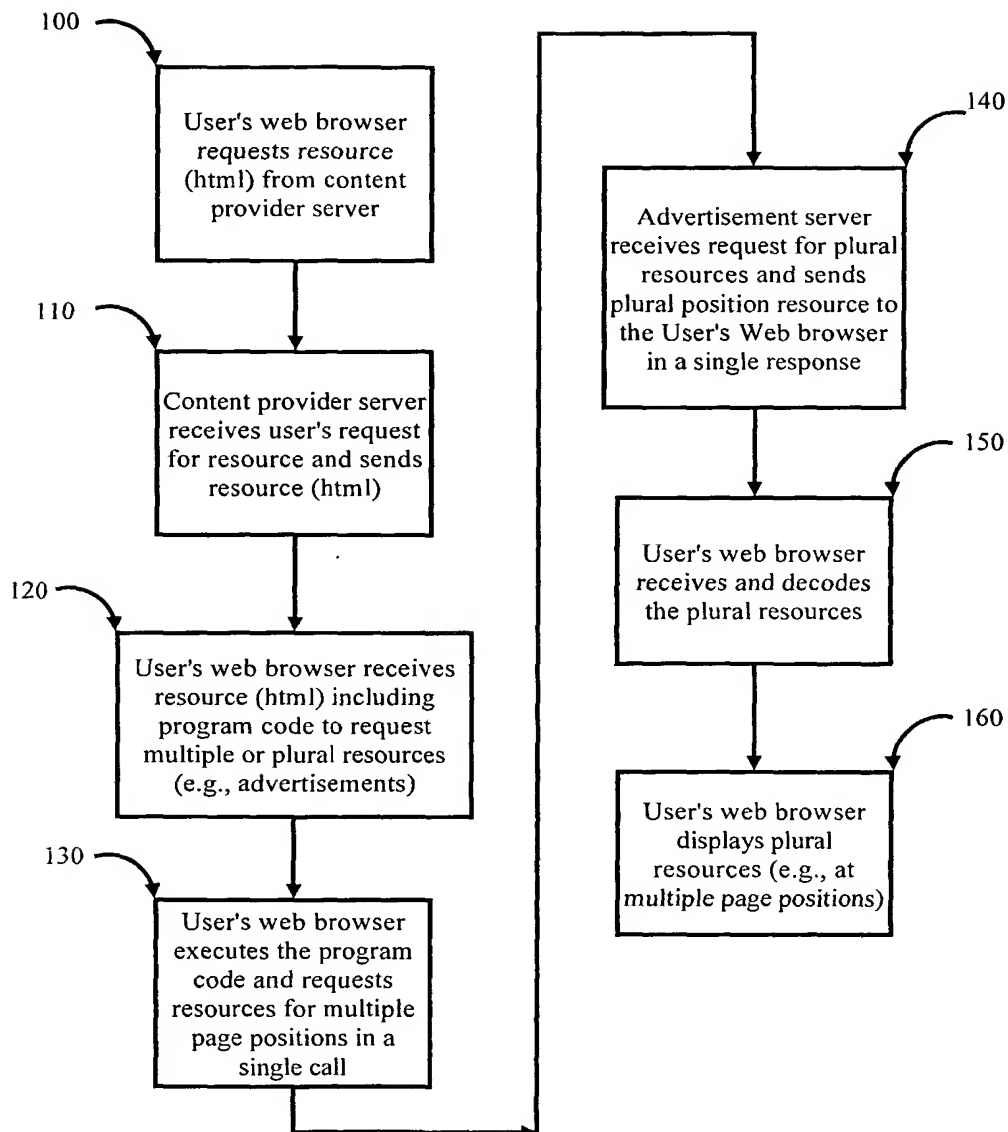 100
User's web browser
requests resource
(html) from content
provider server
110
Content provider server
receives user's request
for resource and sends
resource (html)
120
User's web browser receives
resource (html) including
program code to request
multiple or plural resources
(e.g., advertisements)
130
User's web browser
executes the program
code and requests
resources for multiple
page positions in a
single call
140
Advertisement server
receives request for plural
resources and sends
plural position resource to
the User's Web browser
in a single response
150
User's web browser
receives and decodes
the plural resources
160
User's web browser
displays plural
resources (e.g., at
multiple page positions)